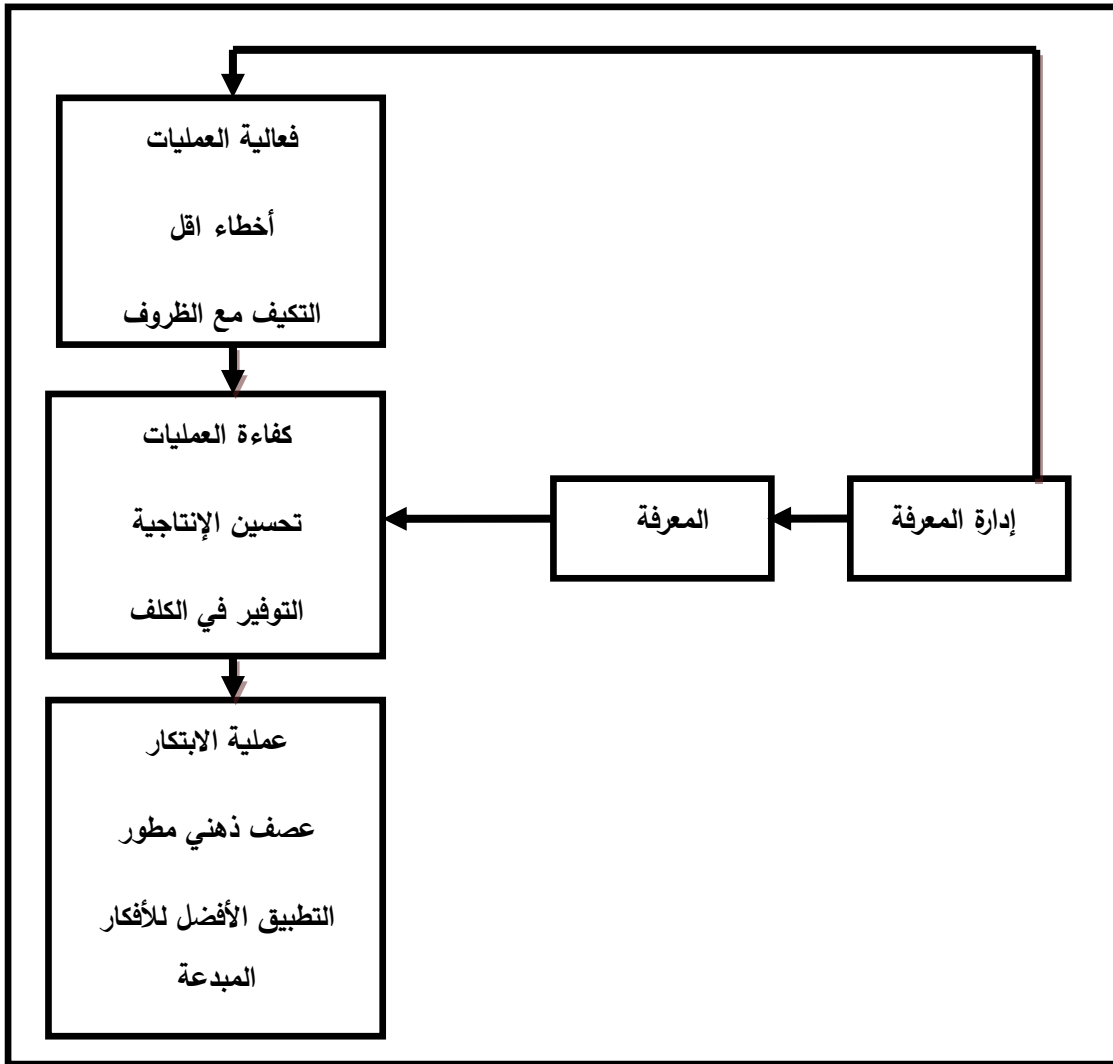 فعالية العمليات
أخطاء اقل
التكيف مع الظروف
كفاءة العمليات
تحسين الإنتاجية
التوفير في الكلف
إدارة المعرفة
المعرفة
عملية الابتكار
عصف ذهني مطور
التطبيق الأفضل للأفكار
المبدعة